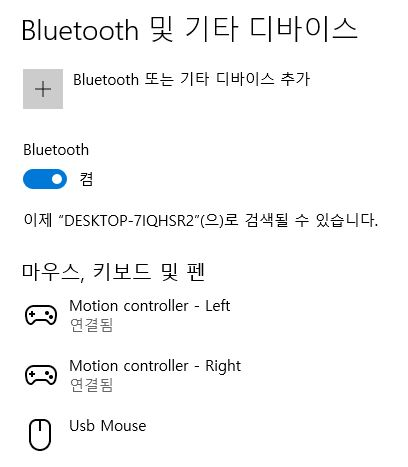 Bluetooth 및 기타 디바이스
Bluetooth 또는 기타 디바이스 추가
Bluetooth
켬
이제 “DESKTOP-7IQHSR2”(으)로 검색될 수 있습니다.
마우스, 키보드 및 펜
Motion controller - Left
연결됨
Motion controller - Right
연결됨
Usb Mouse